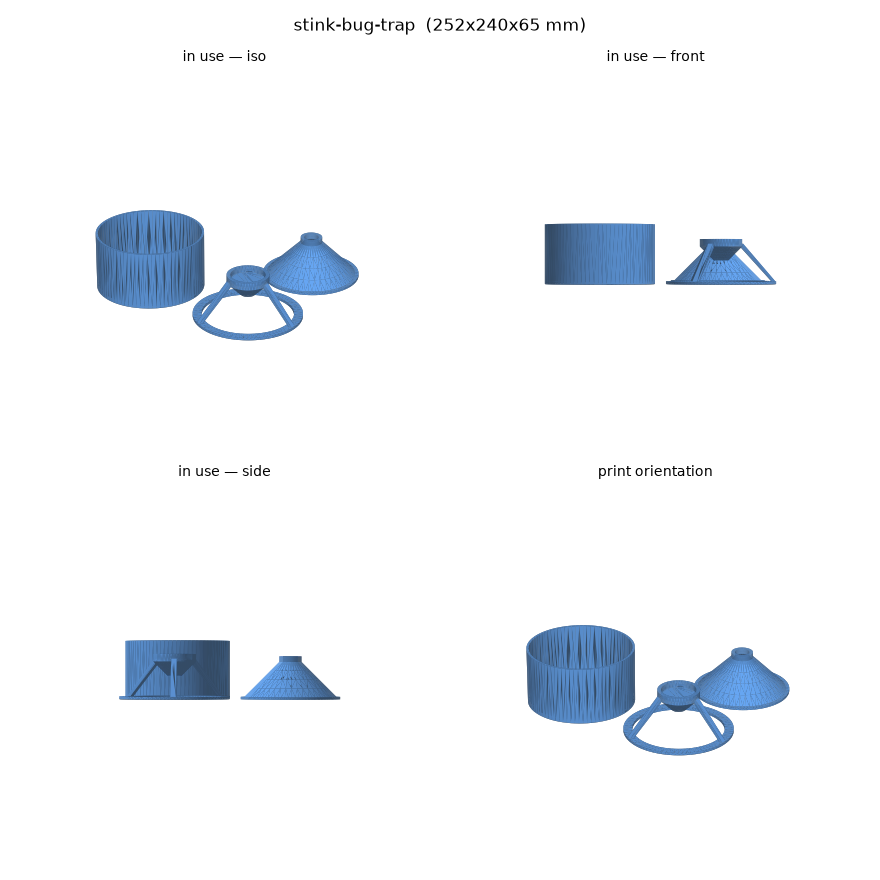 stink-bug-trap  (252x240x65 mm)
in use — iso
in use — front
in use — side
print orientation